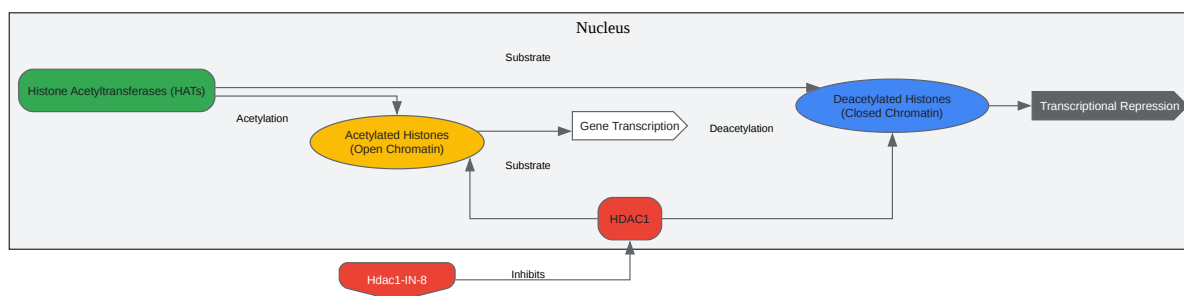 Nucleus
Substrate
Histone Acetyltransferases (HATs)
Deacetylated Histones
(Closed Chromatin)
Transcriptional Repression
Acetylation
Acetylated Histones
(Open Chromatin)
Gene Transcription
Deacetylation
Substrate
HDAC1
Hdac1-IN-8
Inhibits